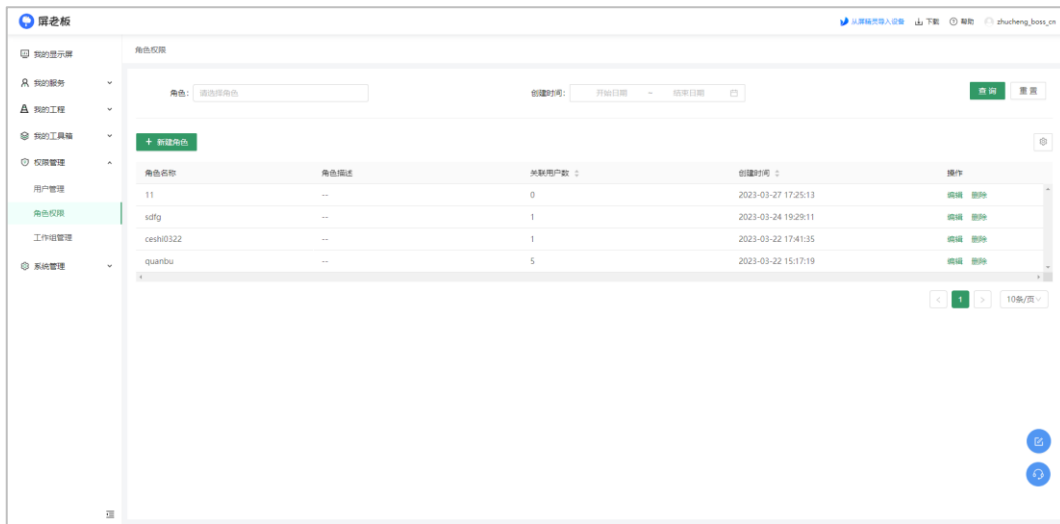 屏老板
从屏精灵导入设备 下载 帮助 zhucheng_boss_cn
我的显示屏
我的服务
我的工程
我的工具箱
权限管理
用户管理
角色权限
工作组管理
系统管理
角色权限
角色: 请选择角色 创建时间: 开始日期 ~ 结束日期 查询 重置
+ 新建角色
角色名称 角色描述 关联用户数 创建时间 操作
11 -- 0 2023-03-27 17:25:13 编辑 删除
sdfg -- 1 2023-03-24 19:29:11 编辑 删除
ceshi0322 -- 1 2023-03-22 17:41:35 编辑 删除
quanbu -- 5 2023-03-22 15:17:19 编辑 删除
< 1 > 10条/页